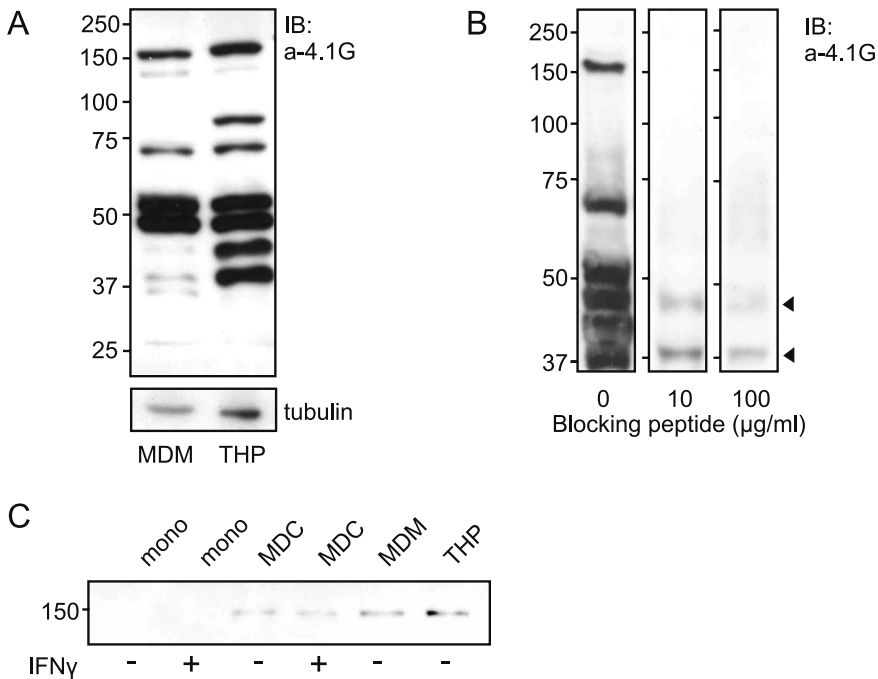 A
IB:
a-4.1G
250
150
100
75
50
37
25
tubulin
MDM THP
B
IB:
a-4.1G
250
150
100
75
50
37
0 10 100
Blocking peptide (µg/ml)
C
mono mono MDC MDC MDM THP
150
IFNγ - + - + - -